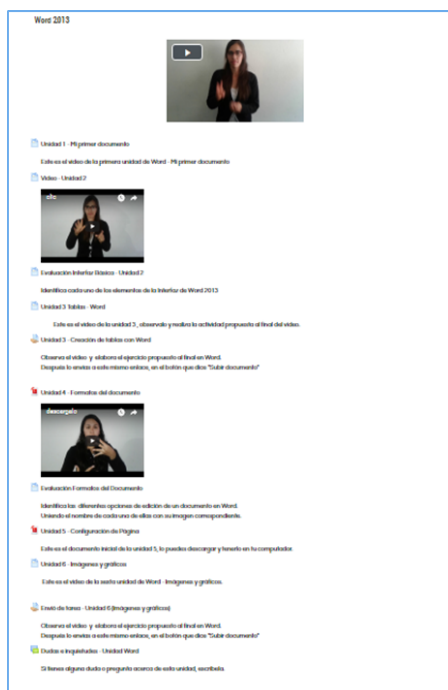 Word 2013
Unidad 1 - Mi primer documento
Este es el video de la primera unidad de Word - Mi primer documento
Video - Unidad 2
Evaluación Interfaz Básica - Unidad 2
Identifica cada uno de los elementos de la Interfaz de Word 2013
Unidad 3 Tablas - Word
Este es el video de la unidad 3 , observalo y realiza la actividad propuesta al final del video.
Unidad 3 - Creación de tablas con Word
Observa el video y elabora el ejercicio propuesto al final en Word.
Después lo envías a este mismo enlace, en el botón que dice "Subir documento"
Unidad 4 - Formatos del documento
descargalo
Evaluación Formatos del Documento
Identifica las diferentes opciones de edición de un documento en Word.
Uniendo el nombre de cada uno de ellas con su imagen correspondiente.
Unidad 5 - Configuración de Página
Este es el documento inicial de la unidad 5, lo puedes descargar y tenerlo en tu computador.
Unidad 6 - Imágenes y gráficos
Este es el video de la sexta unidad de Word - Imágenes y gráficos.
Envío de tarea - Unidad 6 (Imágenes y gráficos)
Observa el video y elabora el ejercicio propuesto al final en Word.
Después lo envías a este mismo enlace, en el botón que dice "Subir documento"
Dudas e inquietudes - Unidad Word
Si tienes alguna duda o pregunta acerca de esta unidad, escríbela.